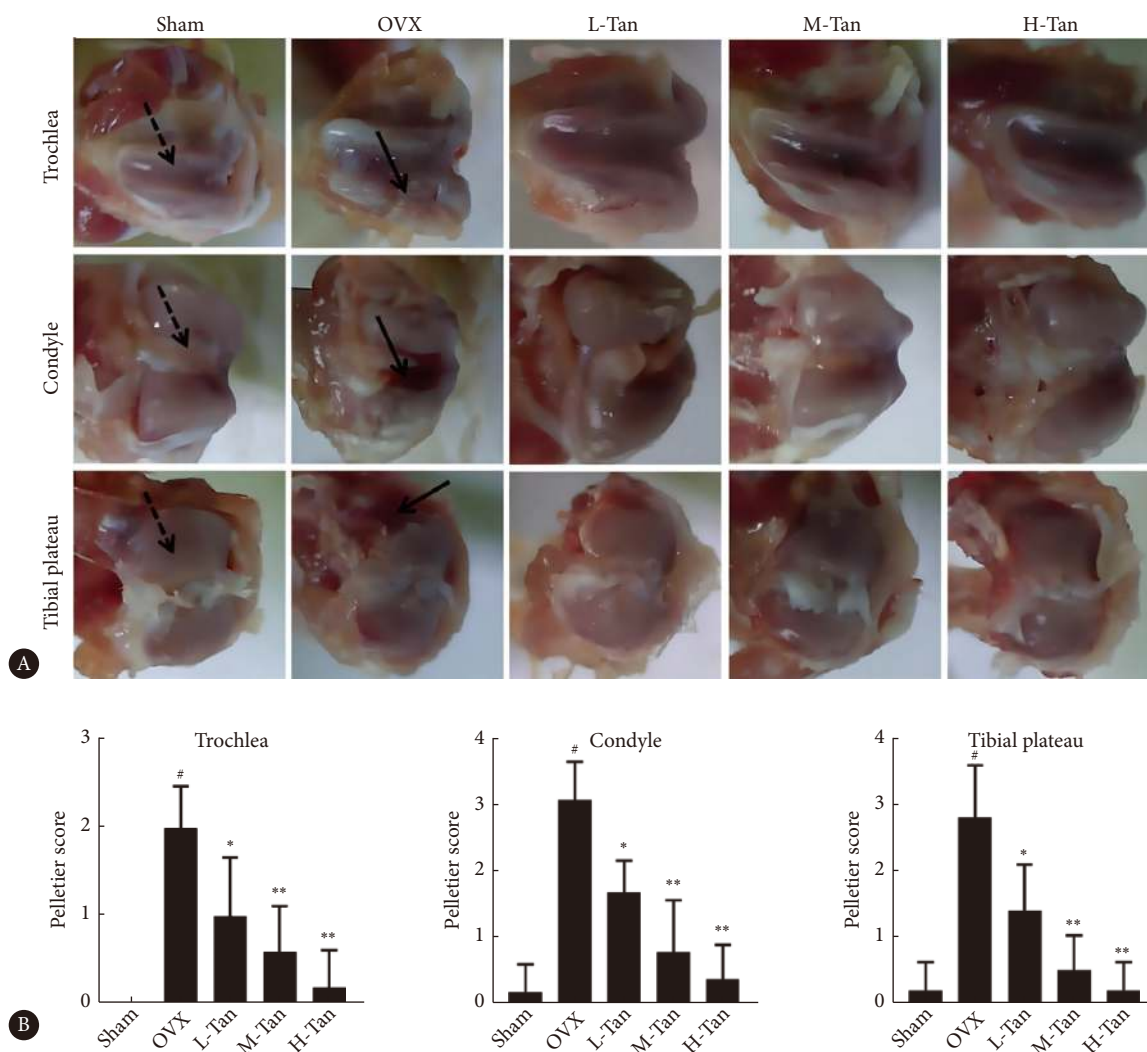 Sham OVX L-Tan M-Tan H-Tan
Trochlea
Condyle
Tibial plateau
A
Trochlea
Pelletier score
3
2
1
0
#
*
**
**
Sham OVX L-Tan M-Tan H-Tan
Condyle
Pelletier score
4
3
2
1
0
#
*
**
**
Sham OVX L-Tan M-Tan H-Tan
Tibial plateau
Pelletier score
4
3
2
1
0
#
*
**
**
Sham OVX L-Tan M-Tan H-Tan
B